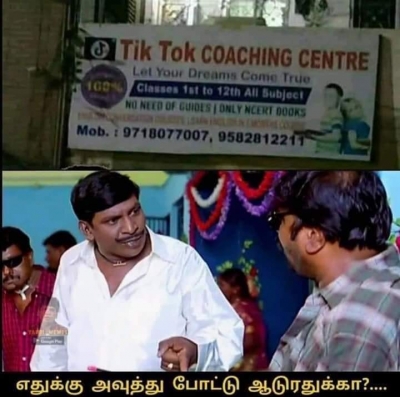 Tik Tok COACHING CENTRE
Let Your Dreams Come True
100%
Classes 1st to 12th All Subject
NO NEED OF GUIDES | ONLY NCERT BOOKS
Mob. : 9718077007, 9582812211
எதுக்கு அவுத்து போட்டு ஆடுரதுக்கா?....